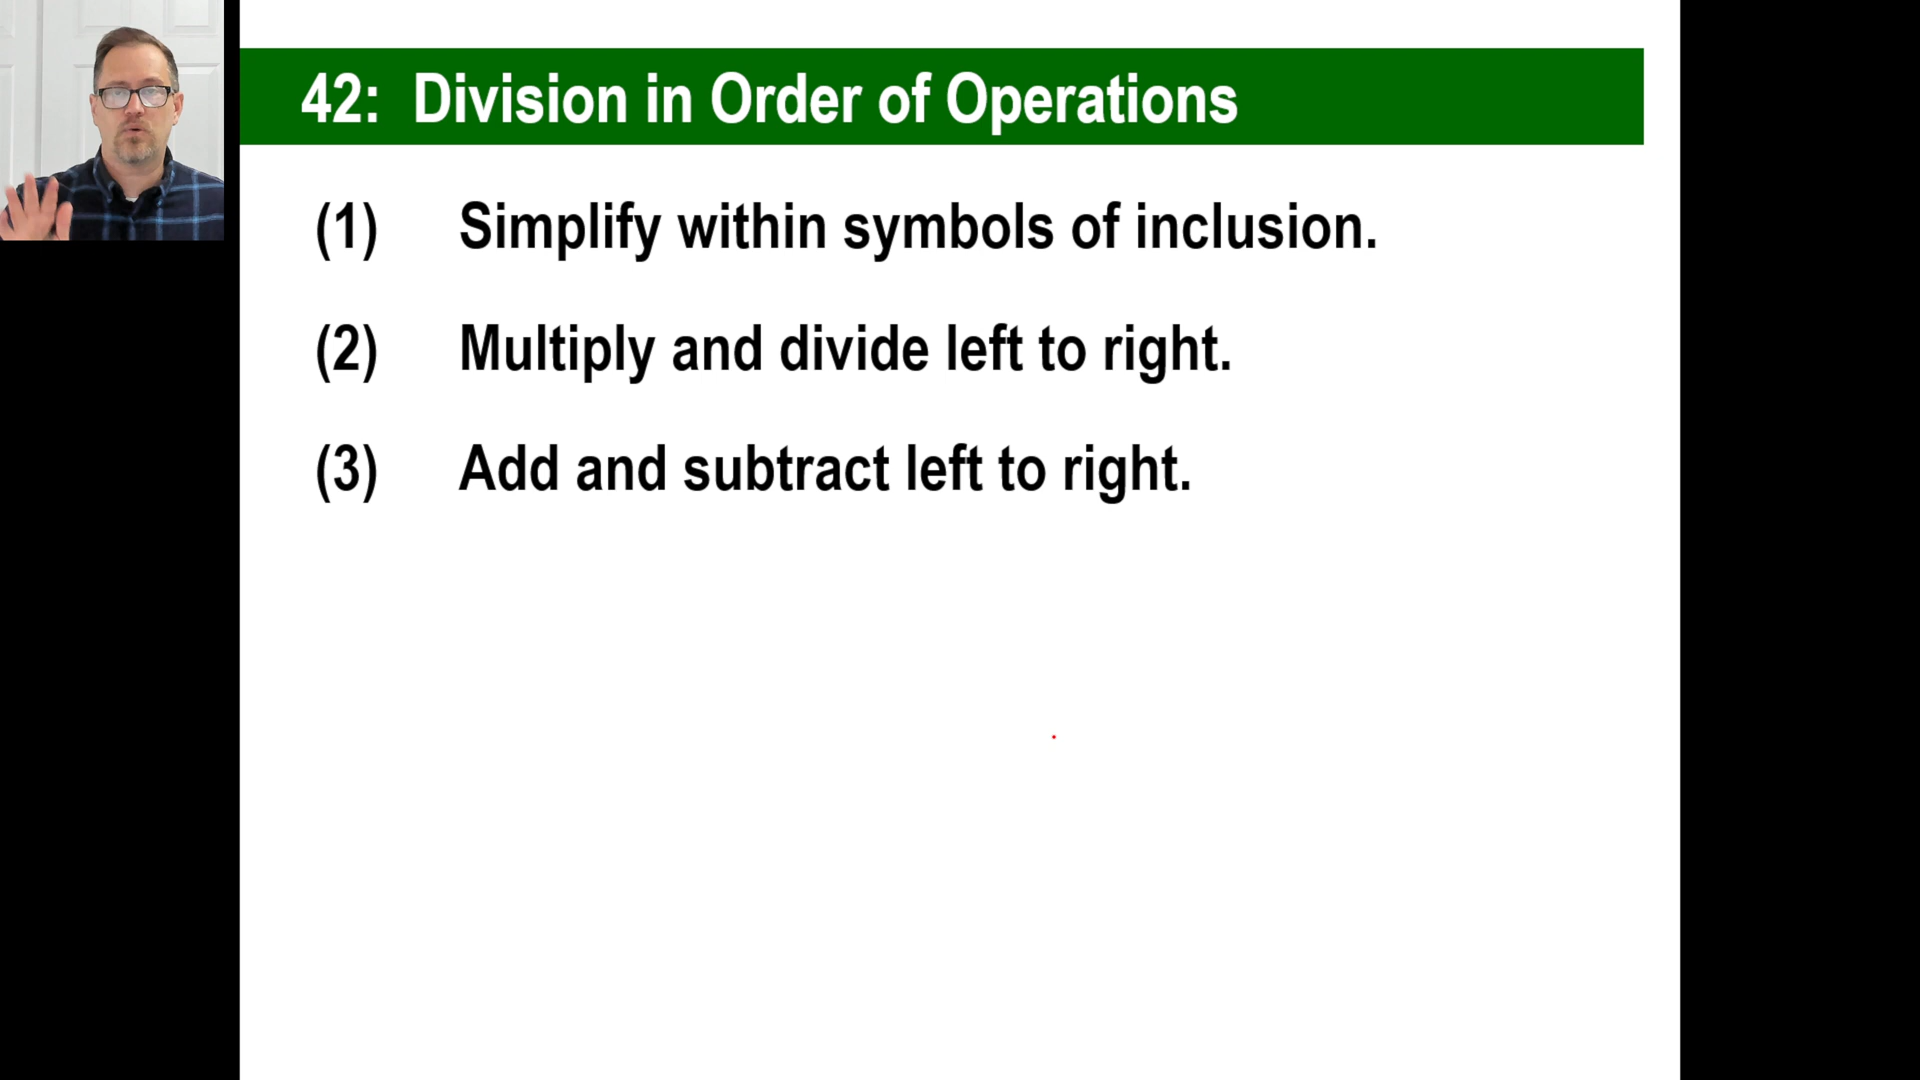 42: Division in Order of Operations
(1) Simplify within symbols of inclusion.
(2) Multiply and divide left to right.
(3) Add and subtract left to right.